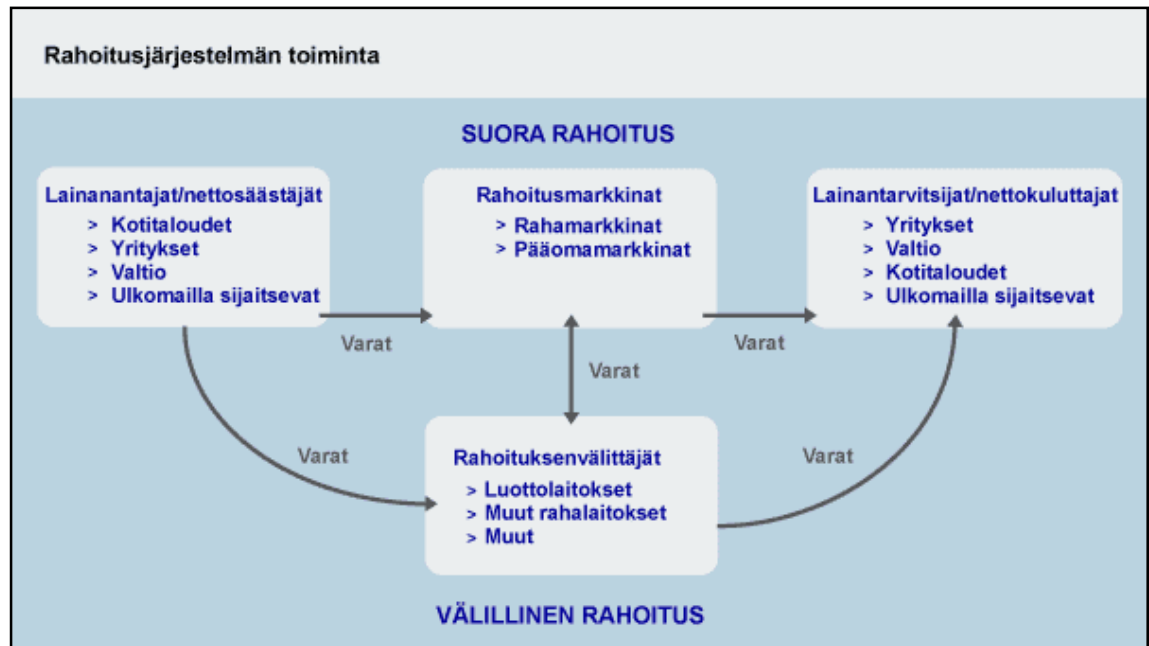 Rahoitusjärjestelmän toiminta
SUORA RAHOITUS
Lainanantajat/nettosäästäjät
> Kotitaloudet
> Yritykset
> Valtio
> Ulkomailla sijaitsevat
Rahoitusmarkkinat
> Rahamarkkinat
> Pääomamarkkinat
Lainantarvitsijat/nettokuluttajat
> Yritykset
> Valtio
> Kotitaloudet
> Ulkomailla sijaitsevat
Varat
Varat
Varat
Varat
Varat
Rahoituksenvälittäjät
> Luottolaitokset
> Muut rahalaitokset
> Muut
VÄLILLINEN RAHOITUS